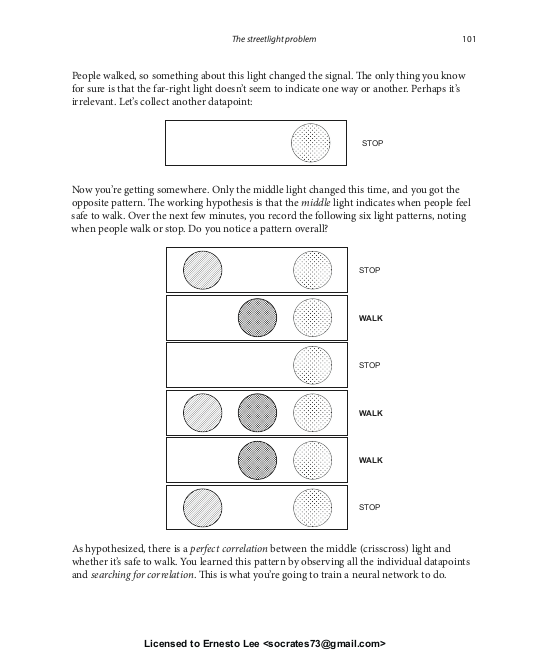 The streetlight problem 101
People walked, so something about this light changed the signal. The only thing you know
for sure is that the far-right light doesn't seem to indicate one way or another. Perhaps it's
irrelevant. Let's collect another datapoint:
STOP
Now you're getting somewhere. Only the middle light changed this time, and you got the
opposite pattern. The working hypothesis is that the middle light indicates when people feel
safe to walk. Over the next few minutes, you record the following six light patterns, noting
when people walk or stop. Do you notice a pattern overall?
STOP
WALK
STOP
WALK
WALK
STOP
As hypothesized, there is a perfect correlation between the middle (crisscross) light and
whether it's safe to walk. You learned this pattern by observing all the individual datapoints
and searching for correlation. This is what you're going to train a neural network to do.
Licensed to Ernesto Lee <socrates73@gmail.com>